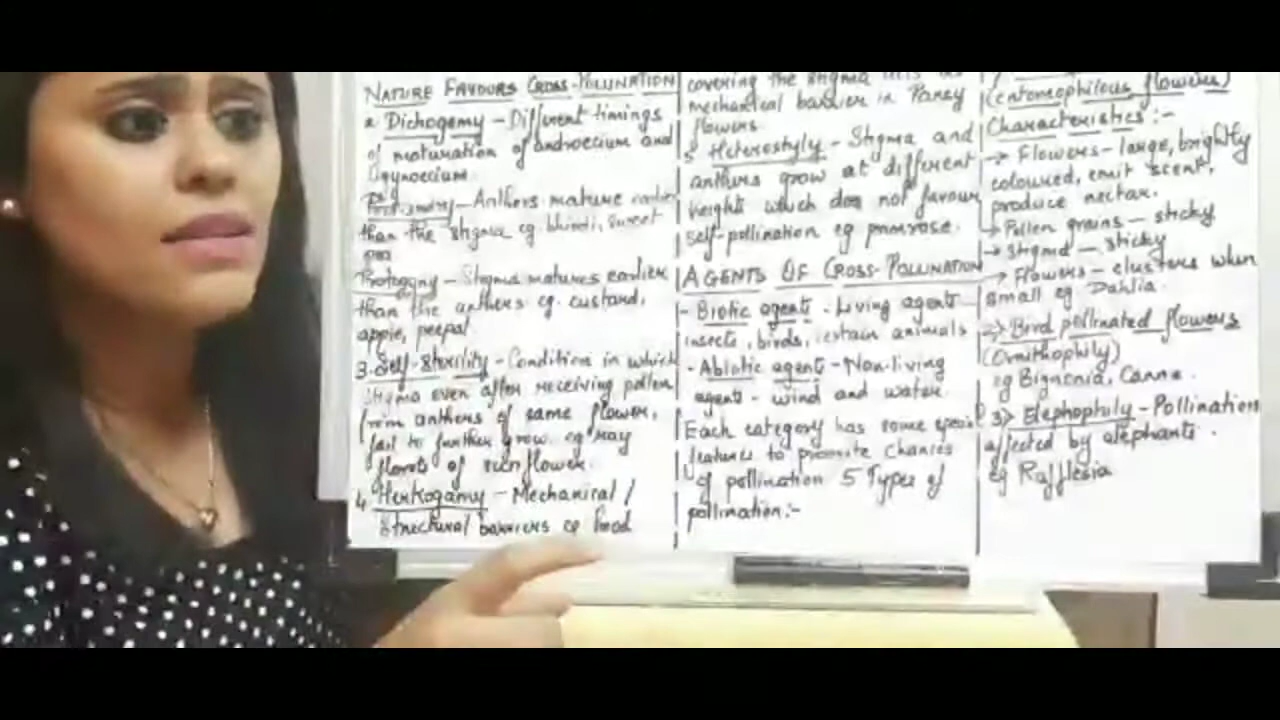 NATURE FAVOURS CROSS-POLLINATION
2. Dichogamy - Different timings
of maturation of androecium and
gynoecium.
Protandry - Anthers mature earlier
than the stigma eg. bhindi, sweet
pea
Protogyny - Stigma matures earlier
than the anthers eg. custard,
apple, peepal
3. Self-Sterility - Condition in which
stigma even after receiving pollen
from anthers of same flower,
fail to further grow. eg ray
florets of sunflower.
4. Herkogamy - Mechanical /
structural barriers eg hood
covering the stigma acts as
mechanical barrier in Pansy
flowers
5 Heterostyly - Stigma and
anthers grow at different
heights which does not favour
self-pollination eg primrose.
AGENTS OF CROSS-POLLINATION
- Biotic agents - Living agents
insects, birds, certain animals
- Abiotic agent - Non-living
agents - wind and water.
Each category has some special
features to promote chances
of pollination 5 Types of
pollination:-
(entomophilous flowers)
Characteristics:-
→ Flowers - large, brightly
coloured, emit scent,
produce nectar.
→ Pollen grains - sticky
→ Stigma - sticky
→ Flowers - clusters when
small eg Dahlia.
2) Bird pollinated flowers
(Ornithophily)
eg Bignonia, Canna.
3) Elephophily - Pollination
affected by elephants.
eg Rafflesia